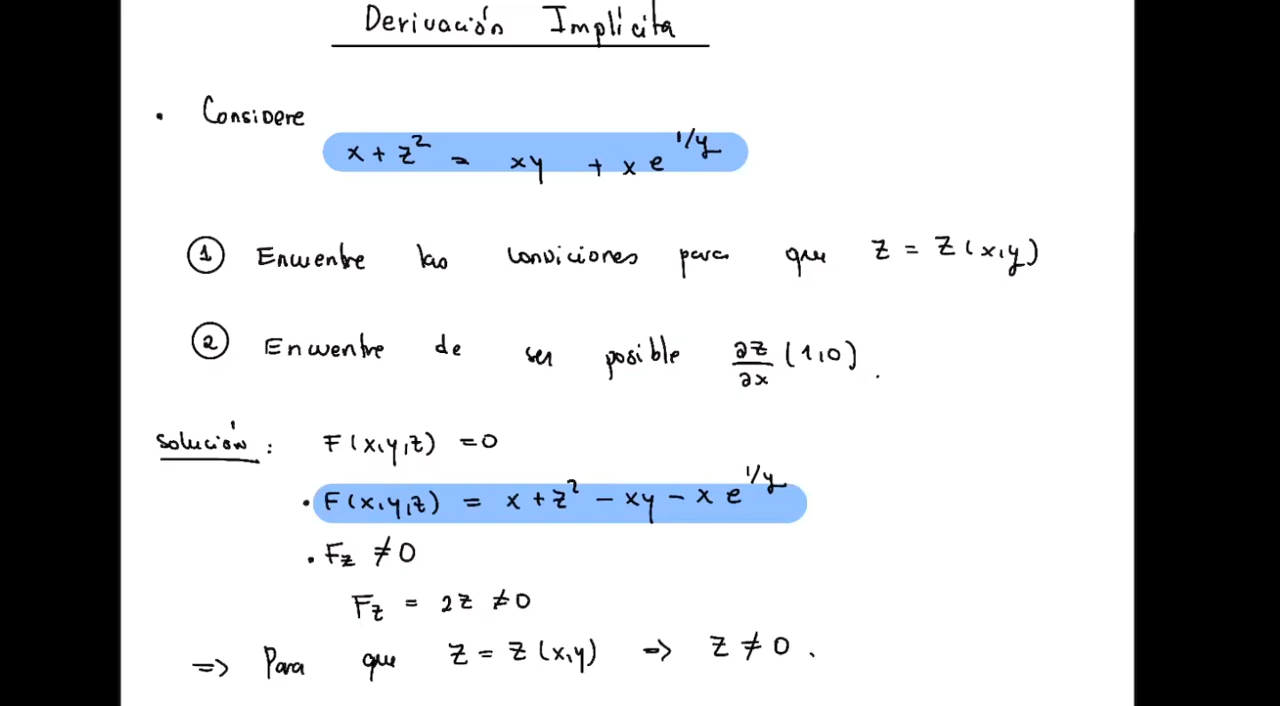 Derivación Implícita
• Considere
x + z² = xy + x e^{1/y}
① Encuentre las condiciones para que z = z(x,y)
② Encuentre de ser posible ∂z/∂x (1,0).
Solución: F(x,y,z) = 0
• F(x,y,z) = x + z² − xy − x e^{1/y}
• F_z ≠ 0
F_z = 2z ≠ 0
=> Para que z = z(x,y) => z ≠ 0.